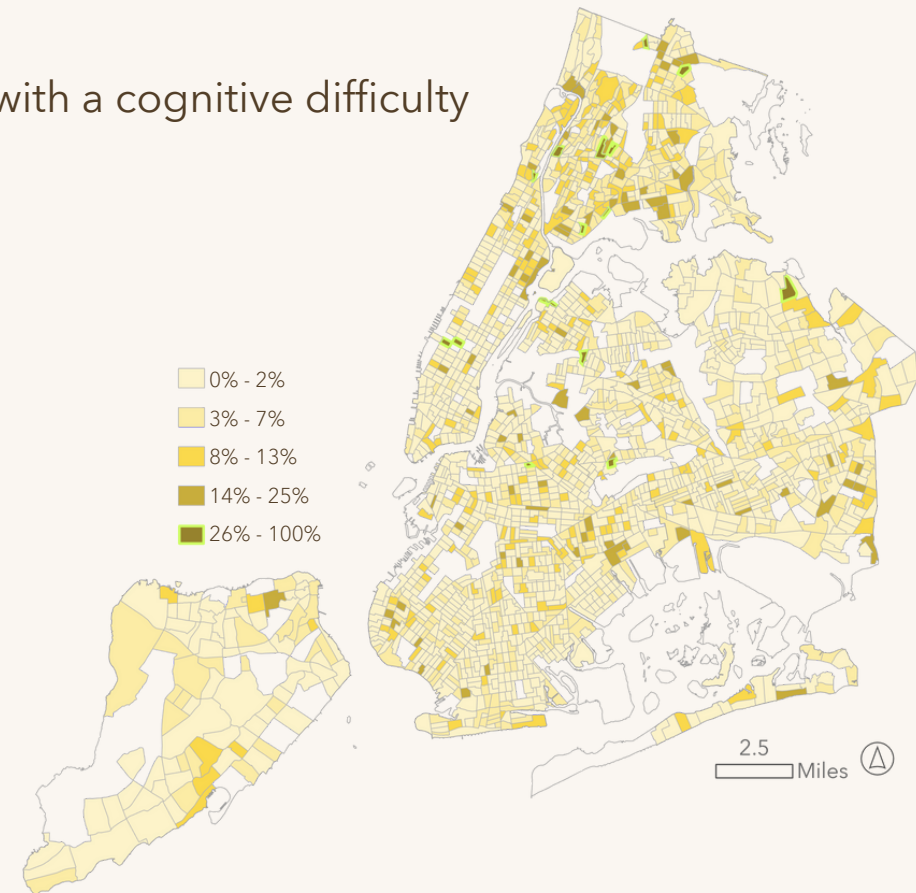 with a cognitive difficulty
0% - 2%
3% - 7%
8% - 13%
14% - 25%
26% - 100%
2.5
Miles